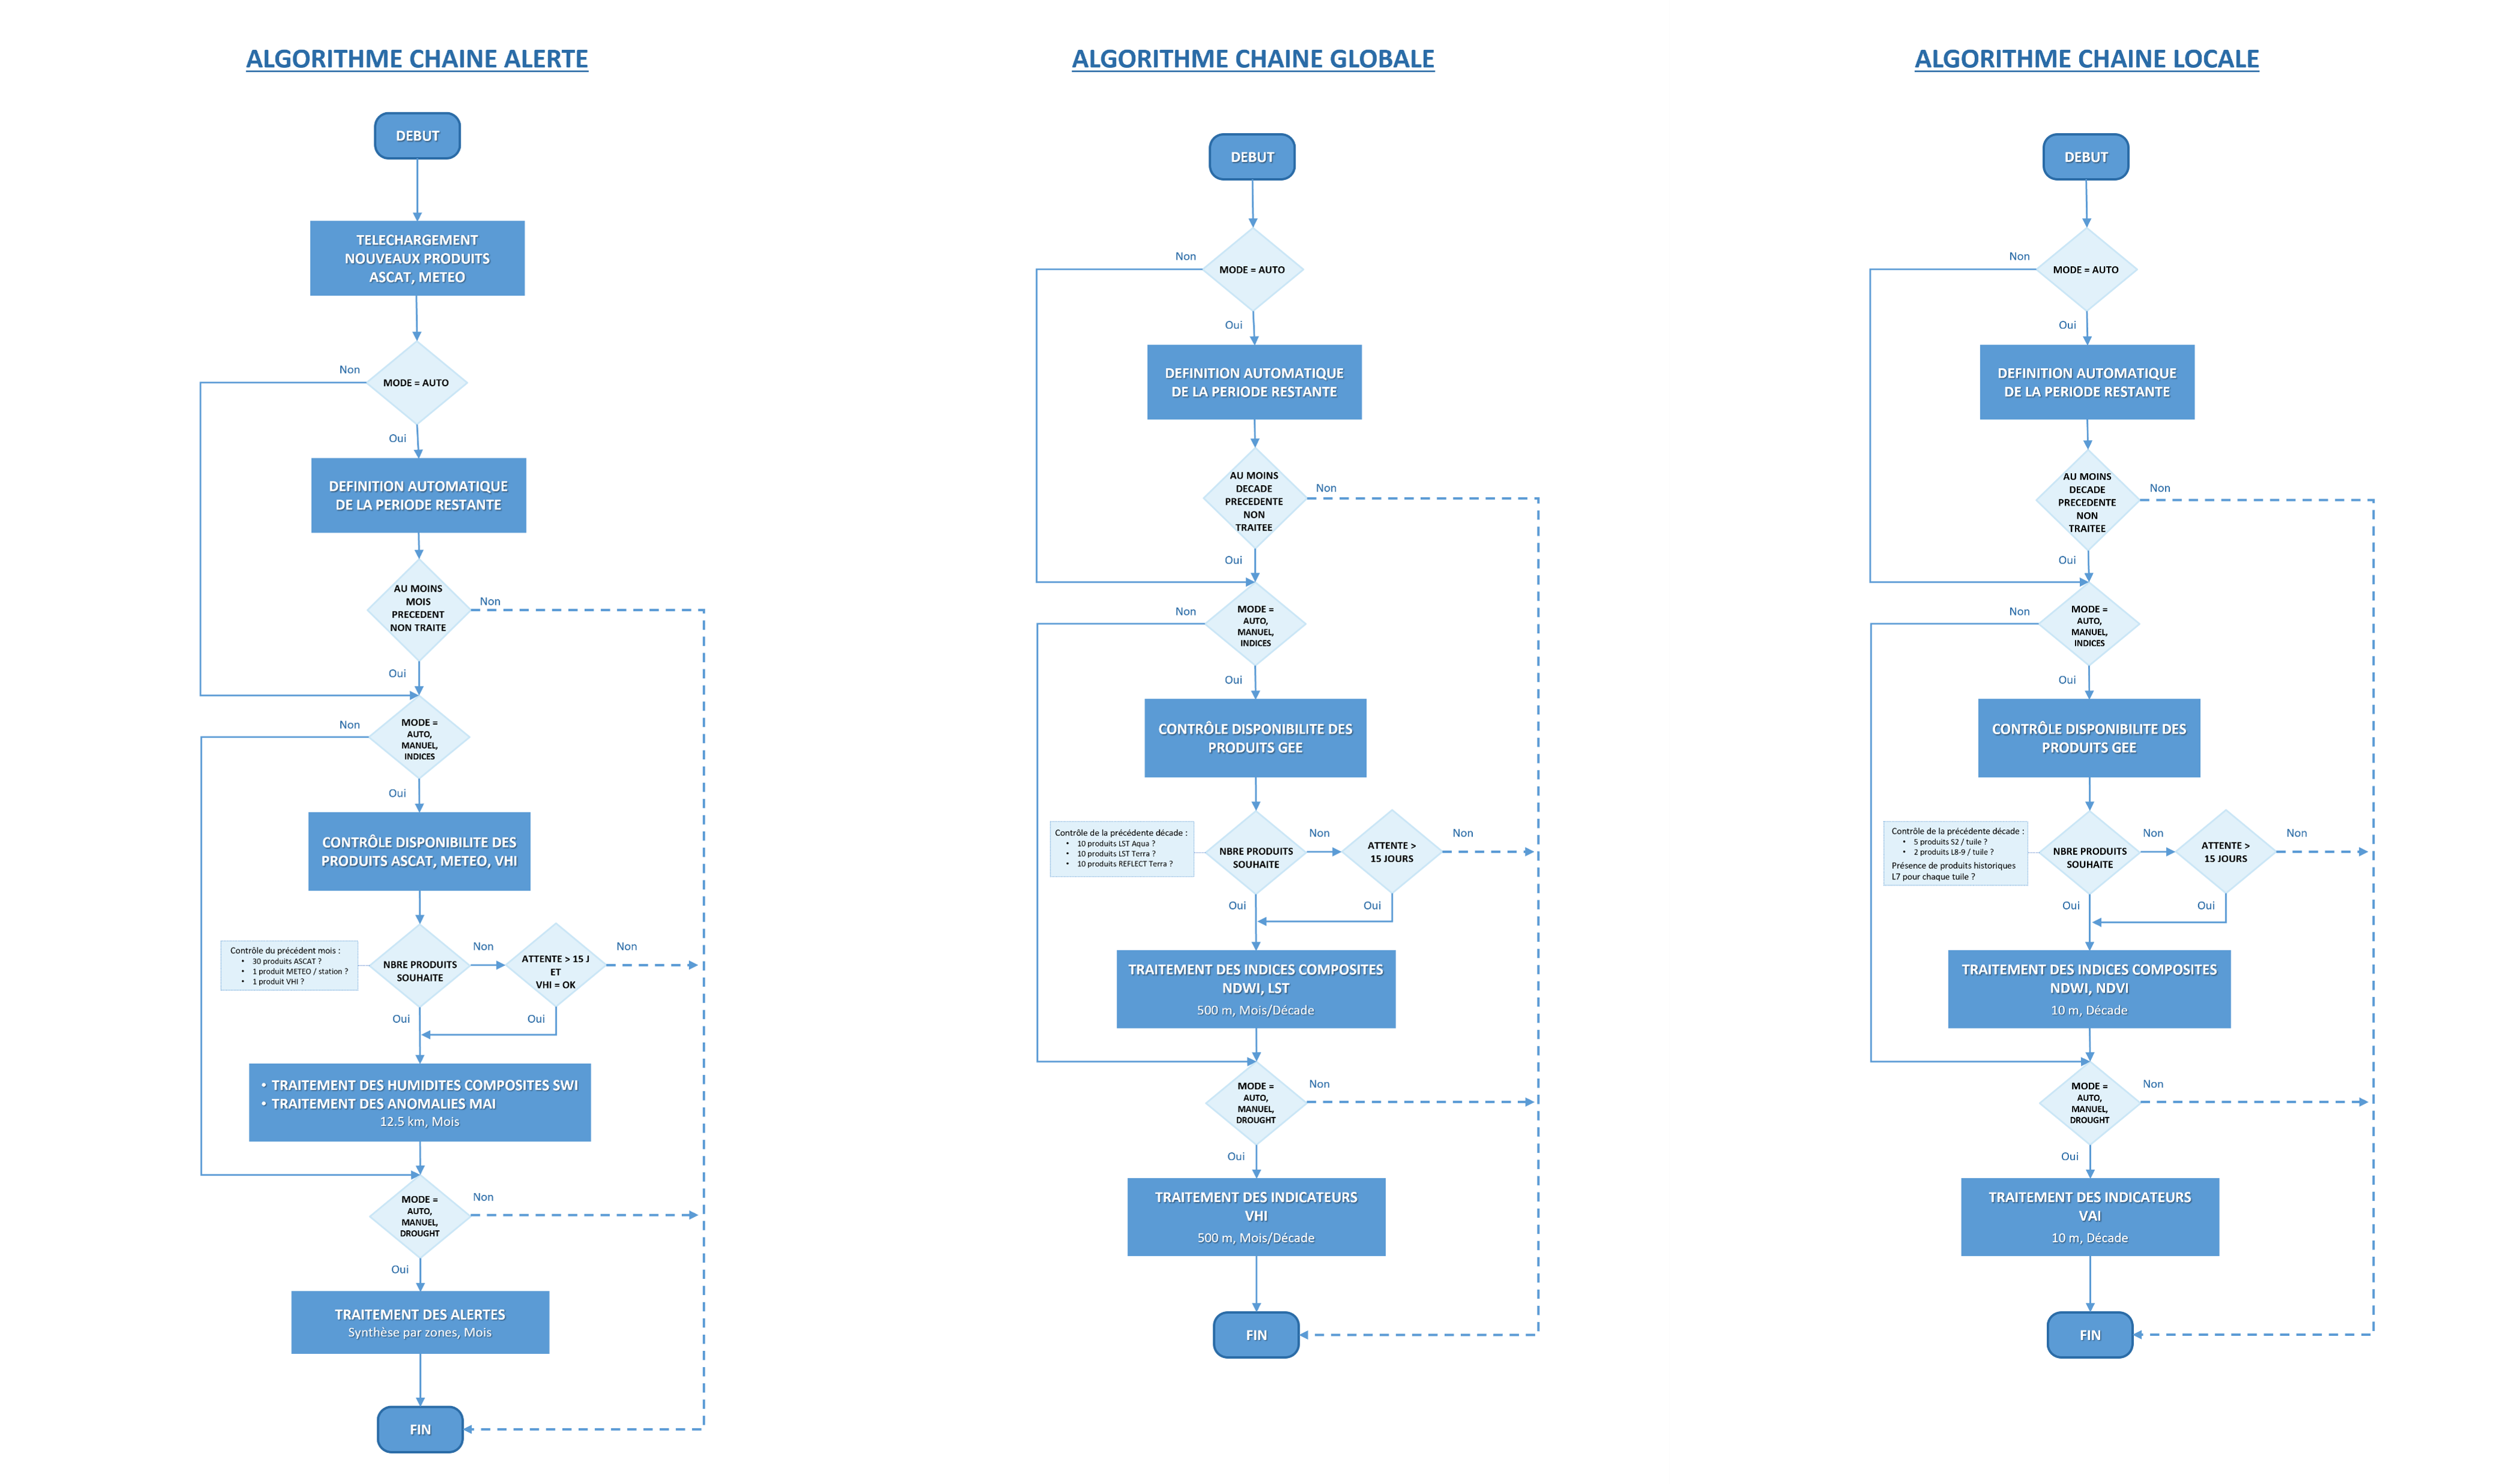 ALGORITHME CHAINE ALERTE
DEBUT
TELECHARGEMENT
NOUVEAUX PRODUITS
ASCAT, METEO
Non
MODE = AUTO
Oui
DEFINITION AUTOMATIQUE
DE LA PERIODE RESTANTE
AU MOINS
MOIS
PRECEDENT
NON TRAITE
Non
Oui
Non
MODE =
AUTO,
MANUEL,
INDICES
Oui
CONTRÔLE DISPONIBILITE DES
PRODUITS ASCAT, METEO, VHI
Contrôle du précédent mois :
• 30 produits ASCAT ?
• 1 produit METEO / station ?
• 1 produit VHI ?
NBRE PRODUITS
SOUHAITE
Non
ATTENTE > 15 J
ET
VHI = OK
Non
Oui
Oui
• TRAITEMENT DES HUMIDITES COMPOSITES SWI
• TRAITEMENT DES ANOMALIES MAI
12.5 km, Mois
MODE =
AUTO,
MANUEL,
DROUGHT
Non
Oui
TRAITEMENT DES ALERTES
Synthèse par zones, Mois
FIN
ALGORITHME CHAINE GLOBALE
DEBUT
Non
MODE = AUTO
Oui
DEFINITION AUTOMATIQUE
DE LA PERIODE RESTANTE
AU MOINS
DECADE
PRECEDENTE
NON
TRAITEE
Non
Oui
Non
MODE =
AUTO,
MANUEL,
INDICES
Oui
CONTRÔLE DISPONIBILITE DES
PRODUITS GEE
Contrôle de la précédente décade :
• 10 produits LST Aqua ?
• 10 produits LST Terra ?
• 10 produits REFLECT Terra ?
NBRE PRODUITS
SOUHAITE
Non
ATTENTE >
15 JOURS
Non
Oui
Oui
TRAITEMENT DES INDICES COMPOSITES
NDWI, LST
500 m, Mois/Décade
MODE =
AUTO,
MANUEL,
DROUGHT
Non
Oui
TRAITEMENT DES INDICATEURS
VHI
500 m, Mois/Décade
FIN
ALGORITHME CHAINE LOCALE
DEBUT
Non
MODE = AUTO
Oui
DEFINITION AUTOMATIQUE
DE LA PERIODE RESTANTE
AU MOINS
DECADE
PRECEDENTE
NON
TRAITEE
Non
Oui
Non
MODE =
AUTO,
MANUEL,
INDICES
Oui
CONTRÔLE DISPONIBILITE DES
PRODUITS GEE
Contrôle de la précédente décade :
• 5 produits S2 / tuile ?
• 2 produits L8-9 / tuile ?
Présence de produits historiques
L7 pour chaque tuile ?
NBRE PRODUITS
SOUHAITE
Non
ATTENTE >
15 JOURS
Non
Oui
Oui
TRAITEMENT DES INDICES COMPOSITES
NDWI, NDVI
10 m, Décade
MODE =
AUTO,
MANUEL,
DROUGHT
Non
Oui
TRAITEMENT DES INDICATEURS
VAI
10 m, Décade
FIN